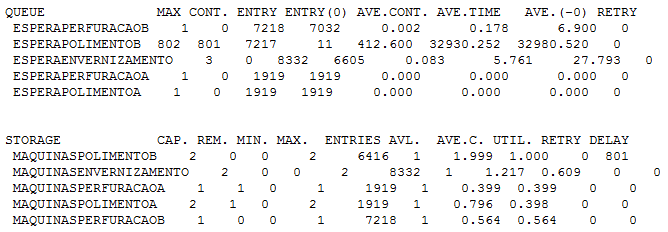 QUEUE MAX CONT. ENTRY ENTRY(0) AVE.CONT. AVE.TIME AVE.(-0) RETRY
ESPERAPERFURACAOB 1 0 7218 7032 0.002 0.178 6.900 0
ESPERAPOLIMENTOB 802 801 7217 11 412.600 32930.252 32980.520 0
ESPERAENVERNIZAMENTO 3 0 8332 6605 0.083 5.761 27.793 0
ESPERAPERFURACAOA 1 0 1919 1919 0.000 0.000 0.000 0
ESPERAPOLIMENTOA 1 0 1919 1919 0.000 0.000 0.000 0
STORAGE CAP. REM. MIN. MAX. ENTRIES AVL. AVE.C. UTIL. RETRY DELAY
MAQUINASPOLIMENTOB 2 0 0 2 6416 1 1.999 1.000 0 801
MAQUINASENVERNIZAMENTO 2 0 0 2 8332 1 1.217 0.609 0 0
MAQUINASPERFURACAOA 1 1 0 1 1919 1 0.399 0.399 0 0
MAQUINASPOLIMENTOA 2 1 0 2 1919 1 0.796 0.398 0 0
MAQUINASPERFURACAOB 1 0 0 1 7218 1 0.564 0.564 0 0